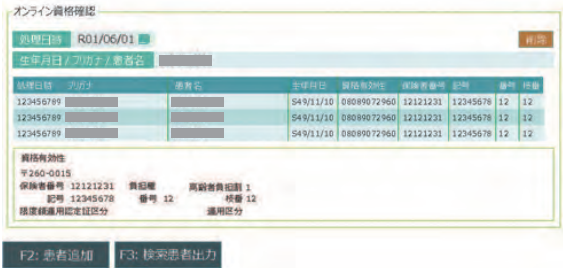 オンライン資格確認
処理日時 R01/06/01 削除
生年月日/フリガナ/患者名
処理日時 フリガナ 患者名 生年月日 資格有効性 保険者番号 記号 番号 枝番
123456789 S49/11/10 08089072960 12121231 12345678 12 12
123456789 S49/11/10 08089072960 12121231 12345678 12 12
123456789 S49/11/10 08089072960 12121231 12345678 12 12
資格有効性
〒260-0015
保険者番号 12121231 負担種 高齢者負担割 1
記号 12345678 番号 12 枝番 12
限度額適用認定証区分 適用区分
F2: 患者追加 F3: 検索患者出力